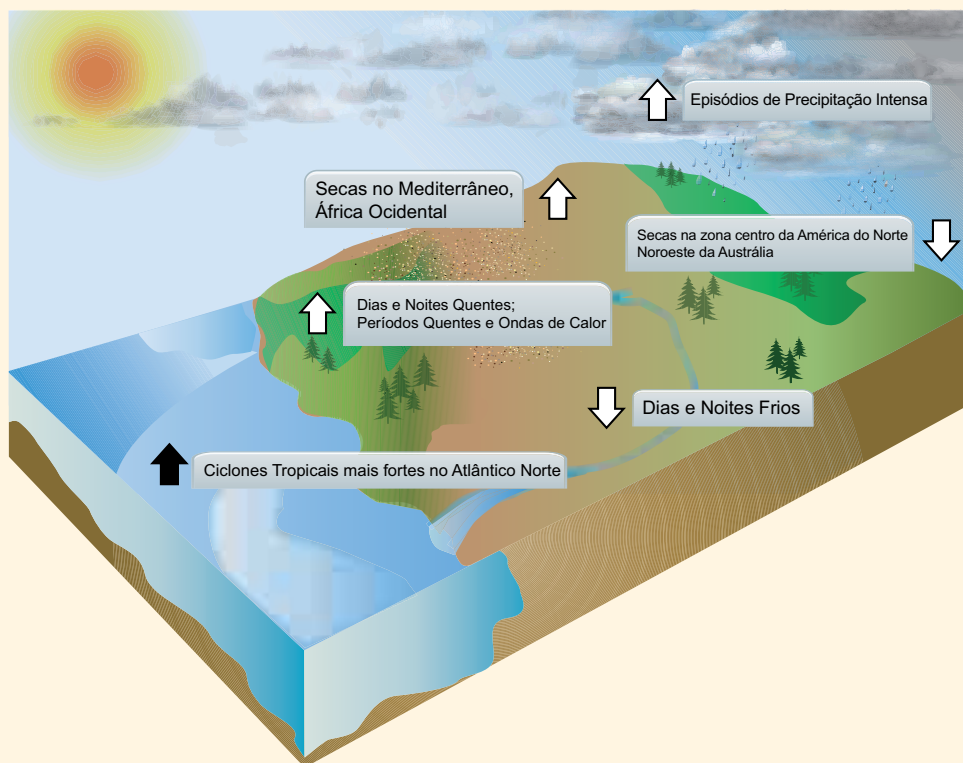 Episódios de Precipitação Intensa
Secas no Mediterrâneo,
África Ocidental
Secas na zona centro da América do Norte
Noroeste da Austrália
Dias e Noites Quentes;
Períodos Quentes e Ondas de Calor
Dias e Noites Frios
Ciclones Tropicais mais fortes no Atlântico Norte